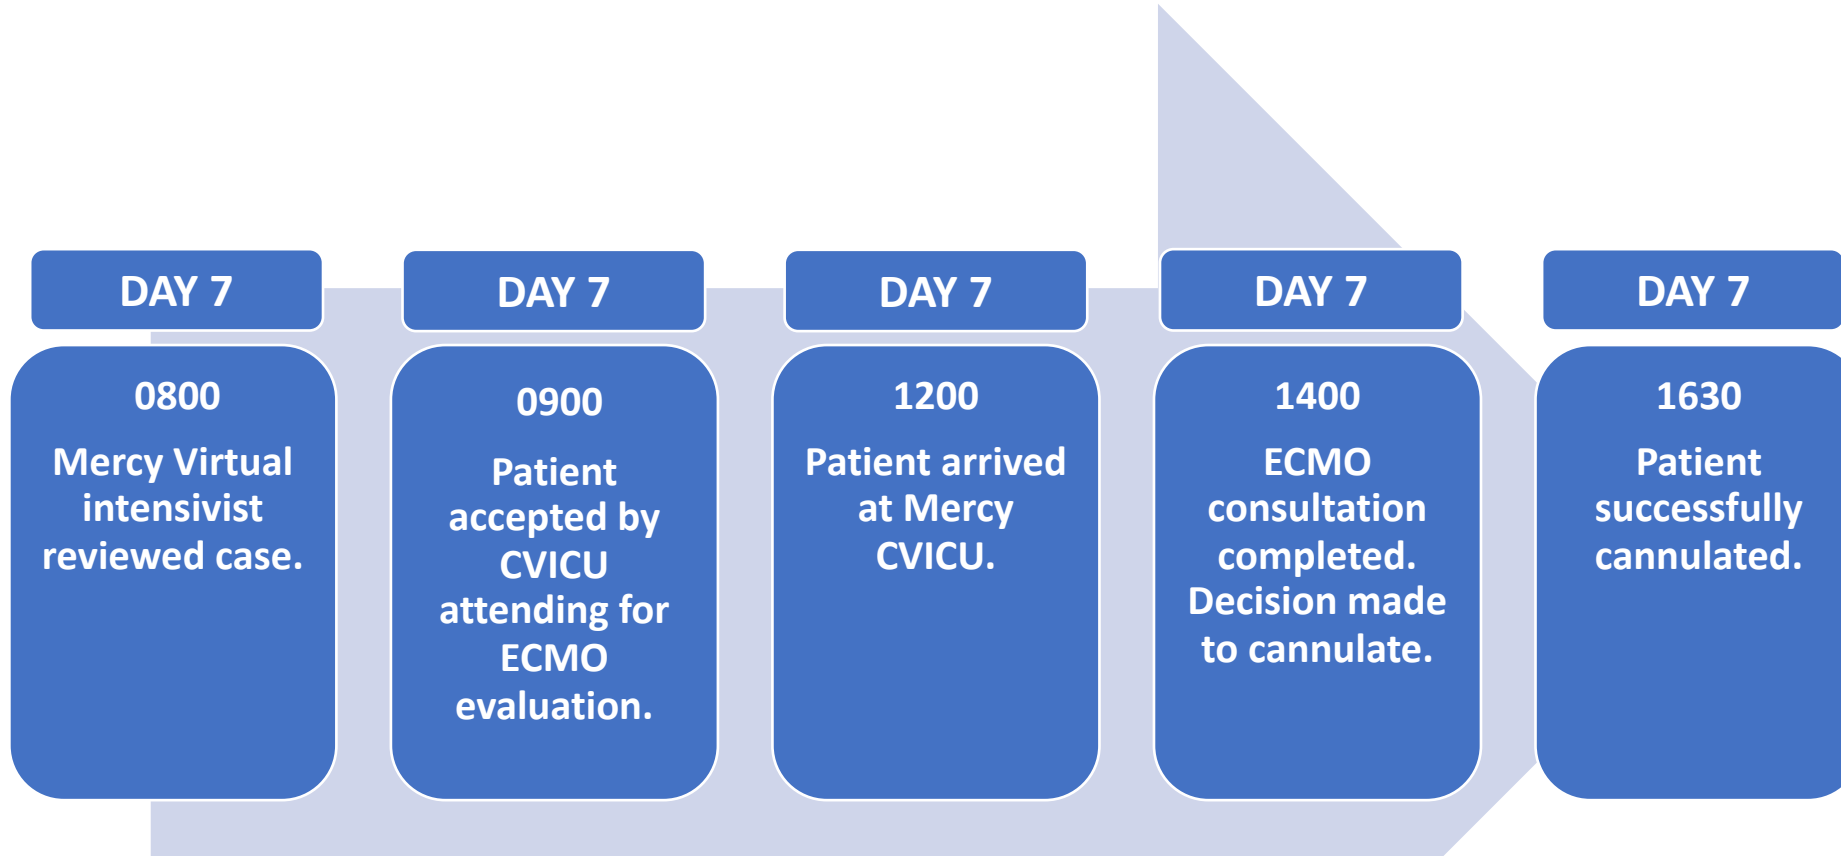 DAY 7
0800
Mercy Virtual
intensivist
reviewed case.
DAY 7
0900
Patient
accepted by
CVICU
attending for
ECMO
evaluation.
DAY 7
1200
Patient arrived
at Mercy
CVICU.
DAY 7
1400
ECMO
consultation
completed.
Decision made
to cannulate.
DAY 7
1630
Patient
successfully
cannulated.